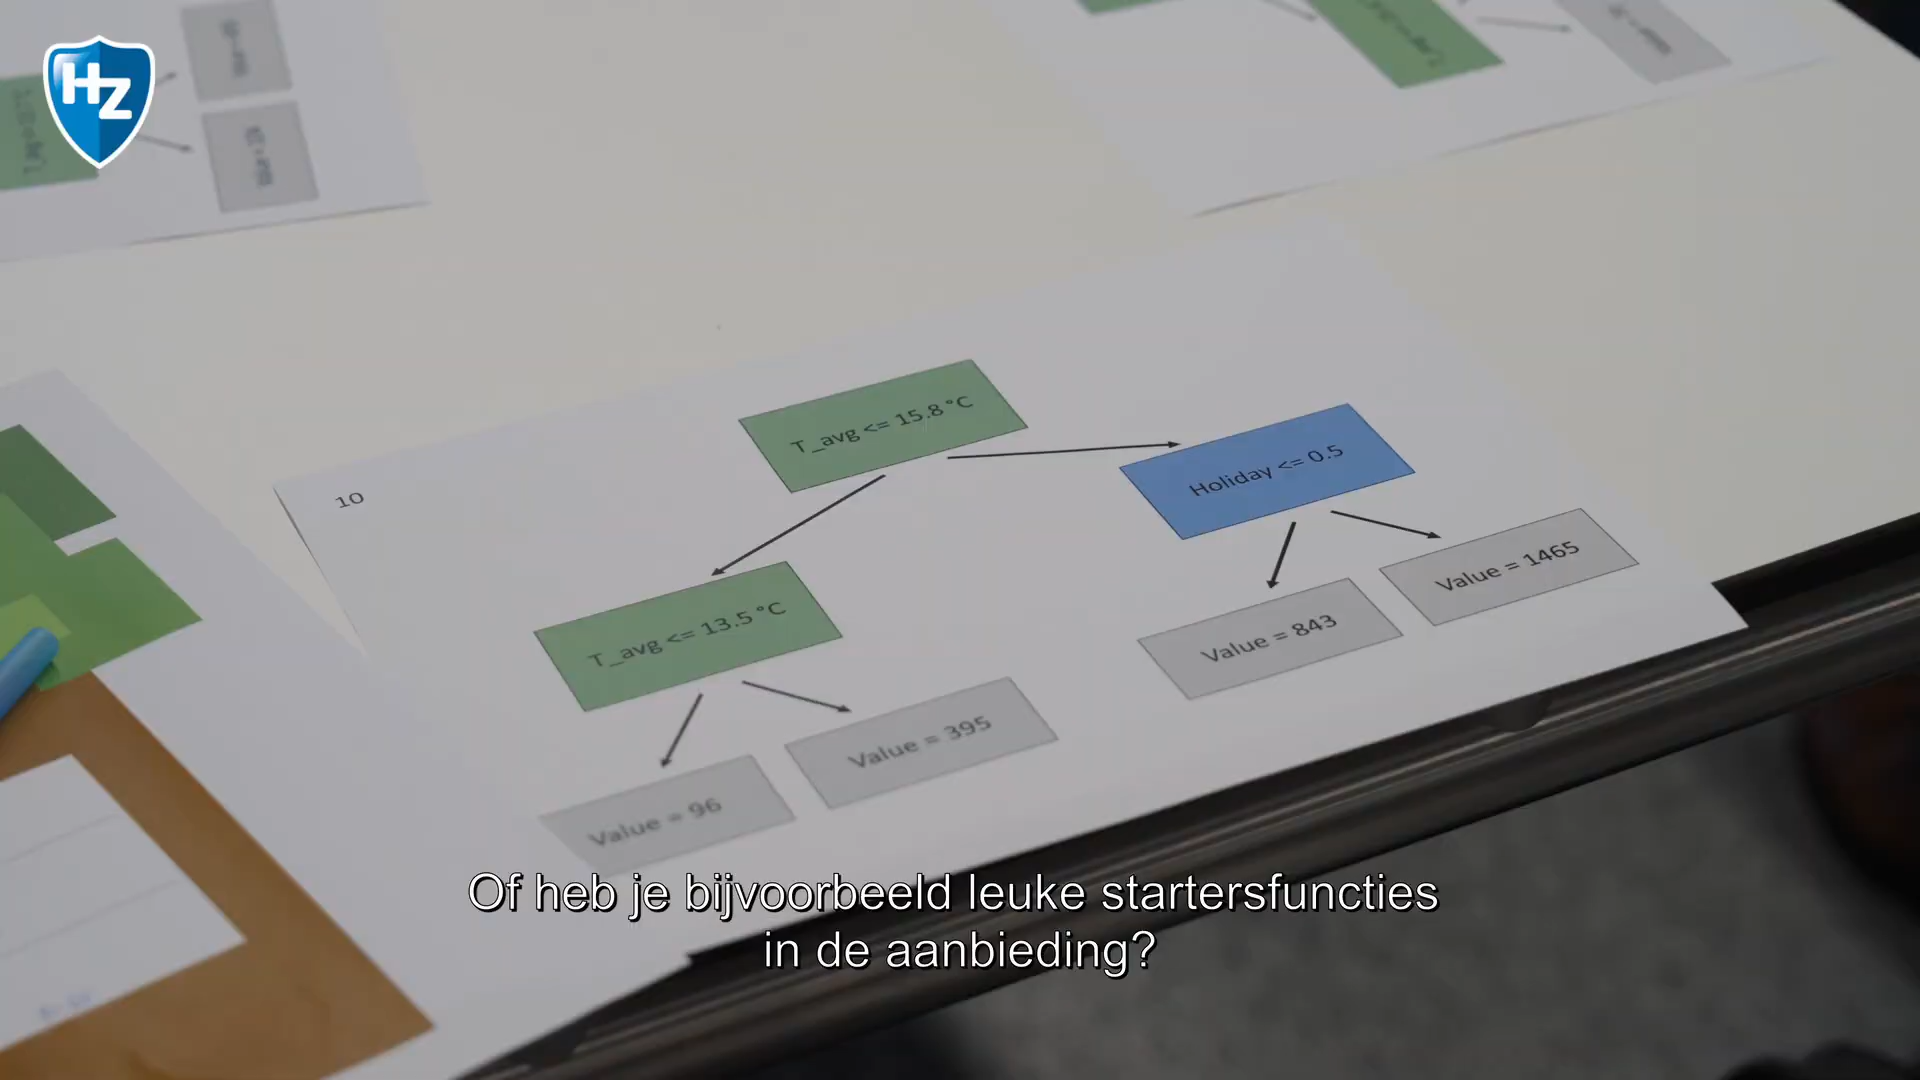 HZ
10
T_avg <= 15.8 °C
Holiday <= 0.5
T_avg <= 13.5 °C
Value = 1465
Value = 843
Value = 395
Value = 96
Of heb je bijvoorbeeld leuke startersfuncties
in de aanbieding?